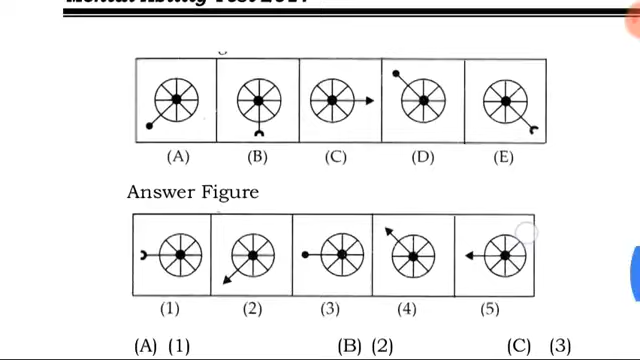 (A) (B) (C) (D) (E)
Answer Figure
(1) (2) (3) (4) (5)
(A) (1) (B) (2) (C) (3)